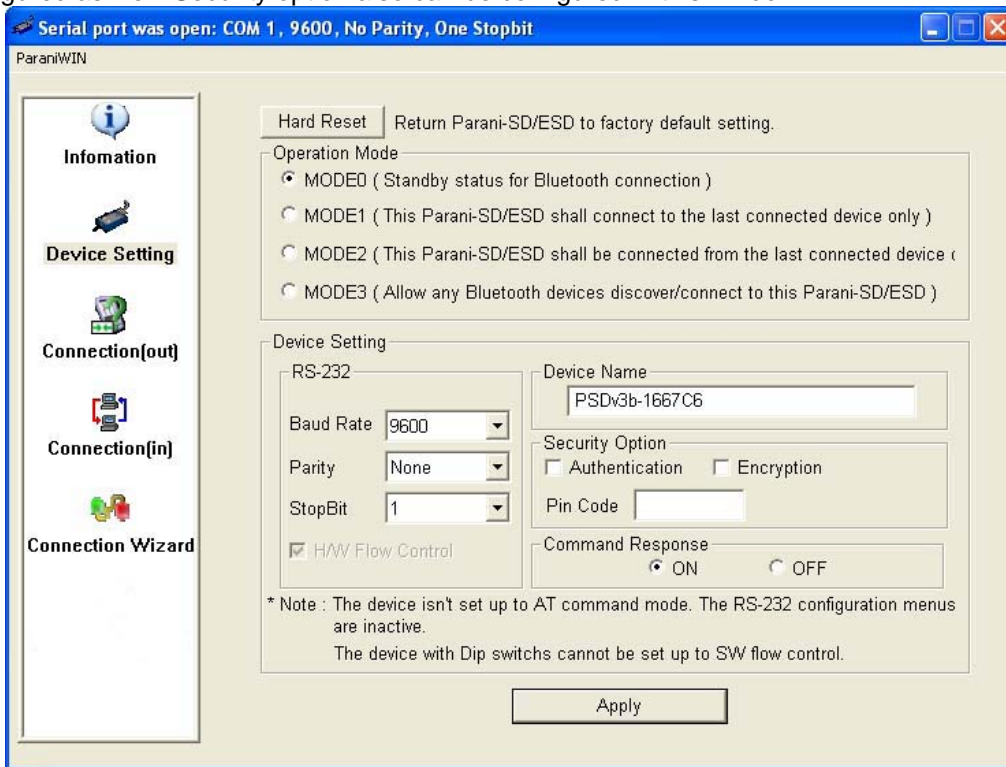 Serial port was open: COM 1, 9600, No Parity, One Stopbit
ParaniWIN
Infomation
Device Setting
Connection(out)
Connection(in)
Connection Wizard
Hard Reset Return Parani-SD/ESD to factory default setting.
Operation Mode
MODE0 ( Standby status for Bluetooth connection )
MODE1 ( This Parani-SD/ESD shall connect to the last connected device only )
MODE2 ( This Parani-SD/ESD shall be connected from the last connected device
MODE3 ( Allow any Bluetooth devices discover/connect to this Parani-SD/ESD )
Device Setting
RS-232
Baud Rate 9600
Parity None
StopBit 1
H/W Flow Control
Device Name
PSDv3b-1667C6
Security Option
Authentication Encryption
Pin Code
Command Response
ON OFF
* Note : The device isn't set up to AT command mode. The RS-232 configuration menus
are inactive.
The device with Dip switchs cannot be set up to SW flow control.
Apply